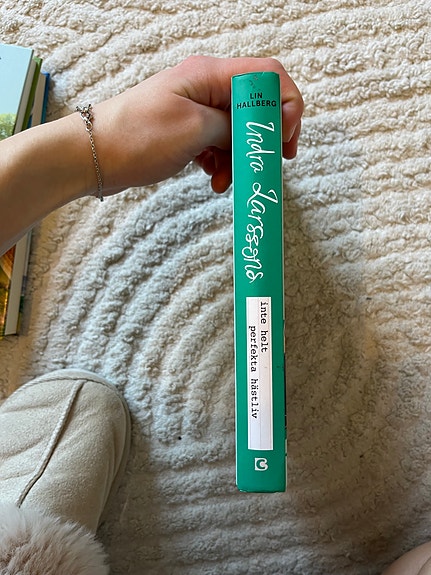 LIN
HALLBERG
Indra Larssons
inte helt
perfekta hästliv